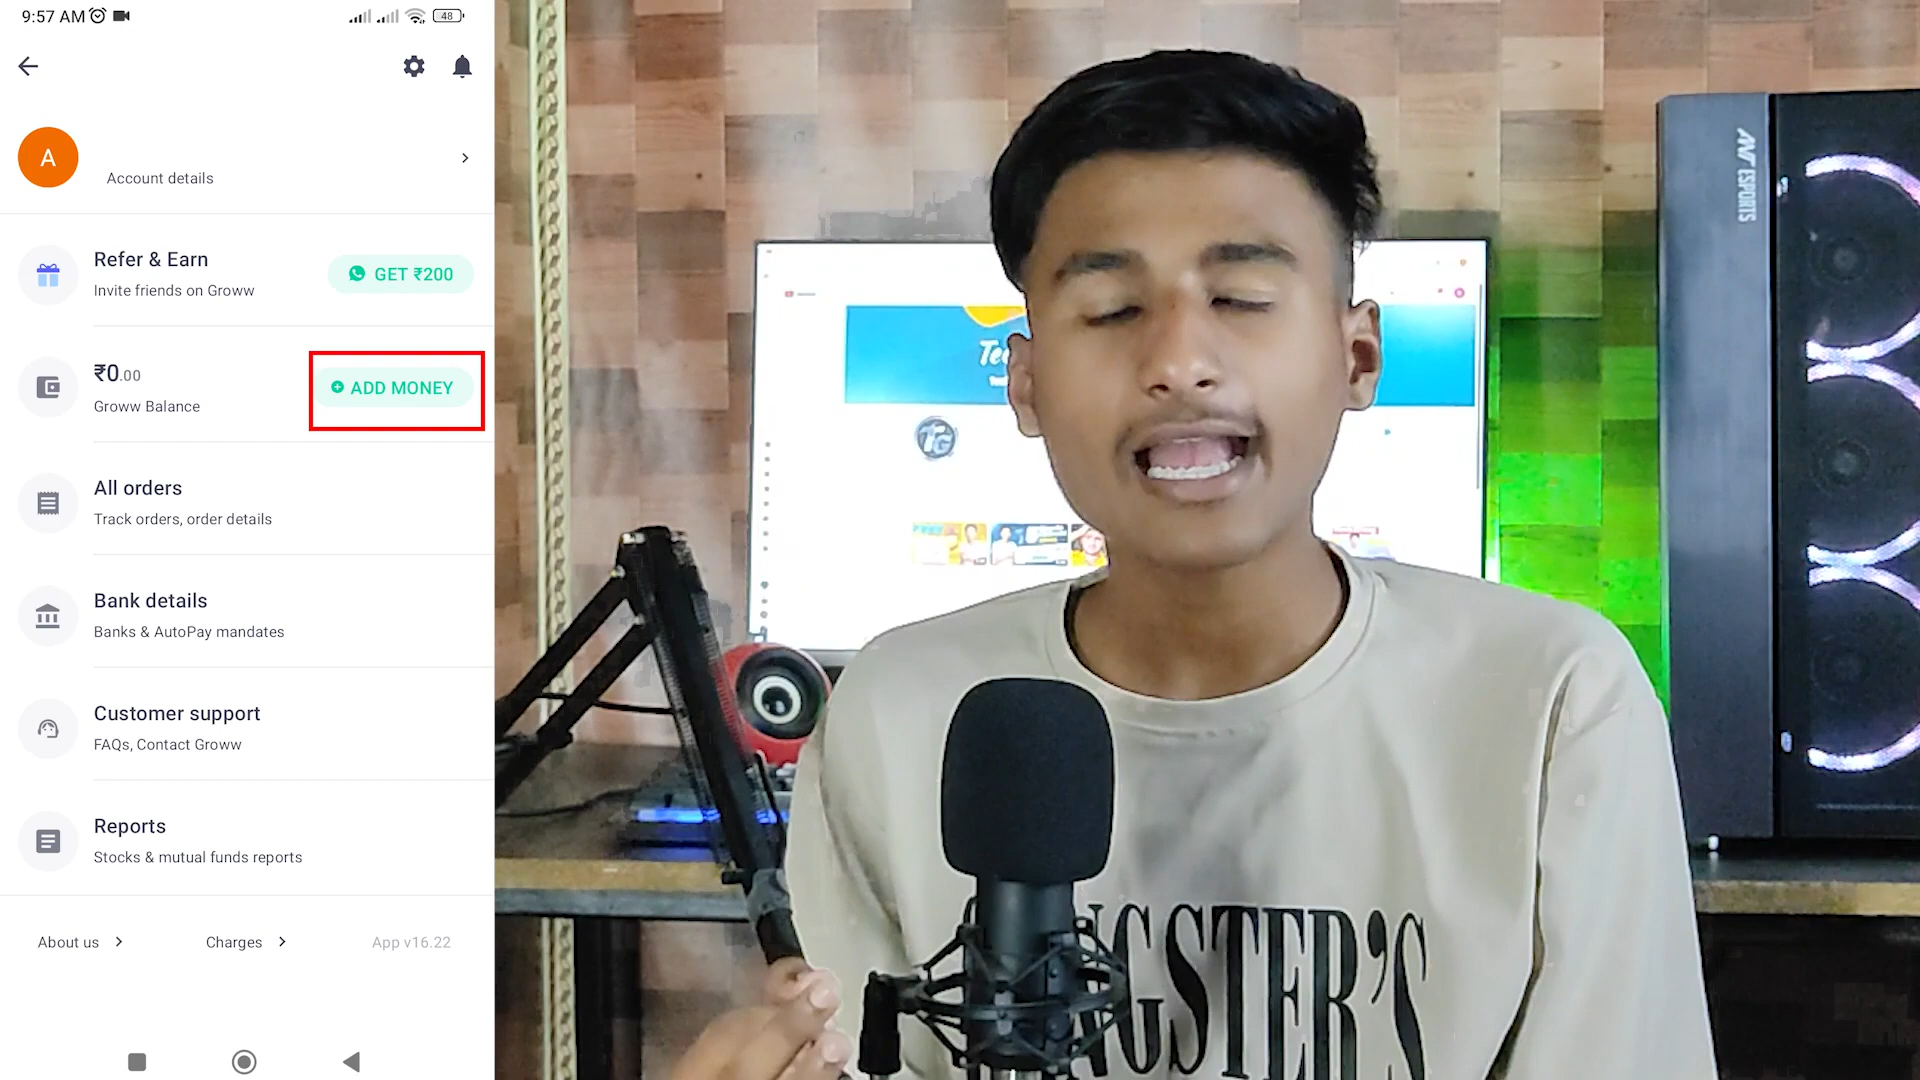 9:57 AM
48
A
Account details
Refer & Earn
Invite friends on Groww
GET ₹200
₹0.00
Groww Balance
ADD MONEY
All orders
Track orders, order details
Bank details
Banks & AutoPay mandates
Customer support
FAQs, Contact Groww
Reports
Stocks & mutual funds reports
About us
Charges
App v16.22
ESPORTS
TG
NGSTER'S